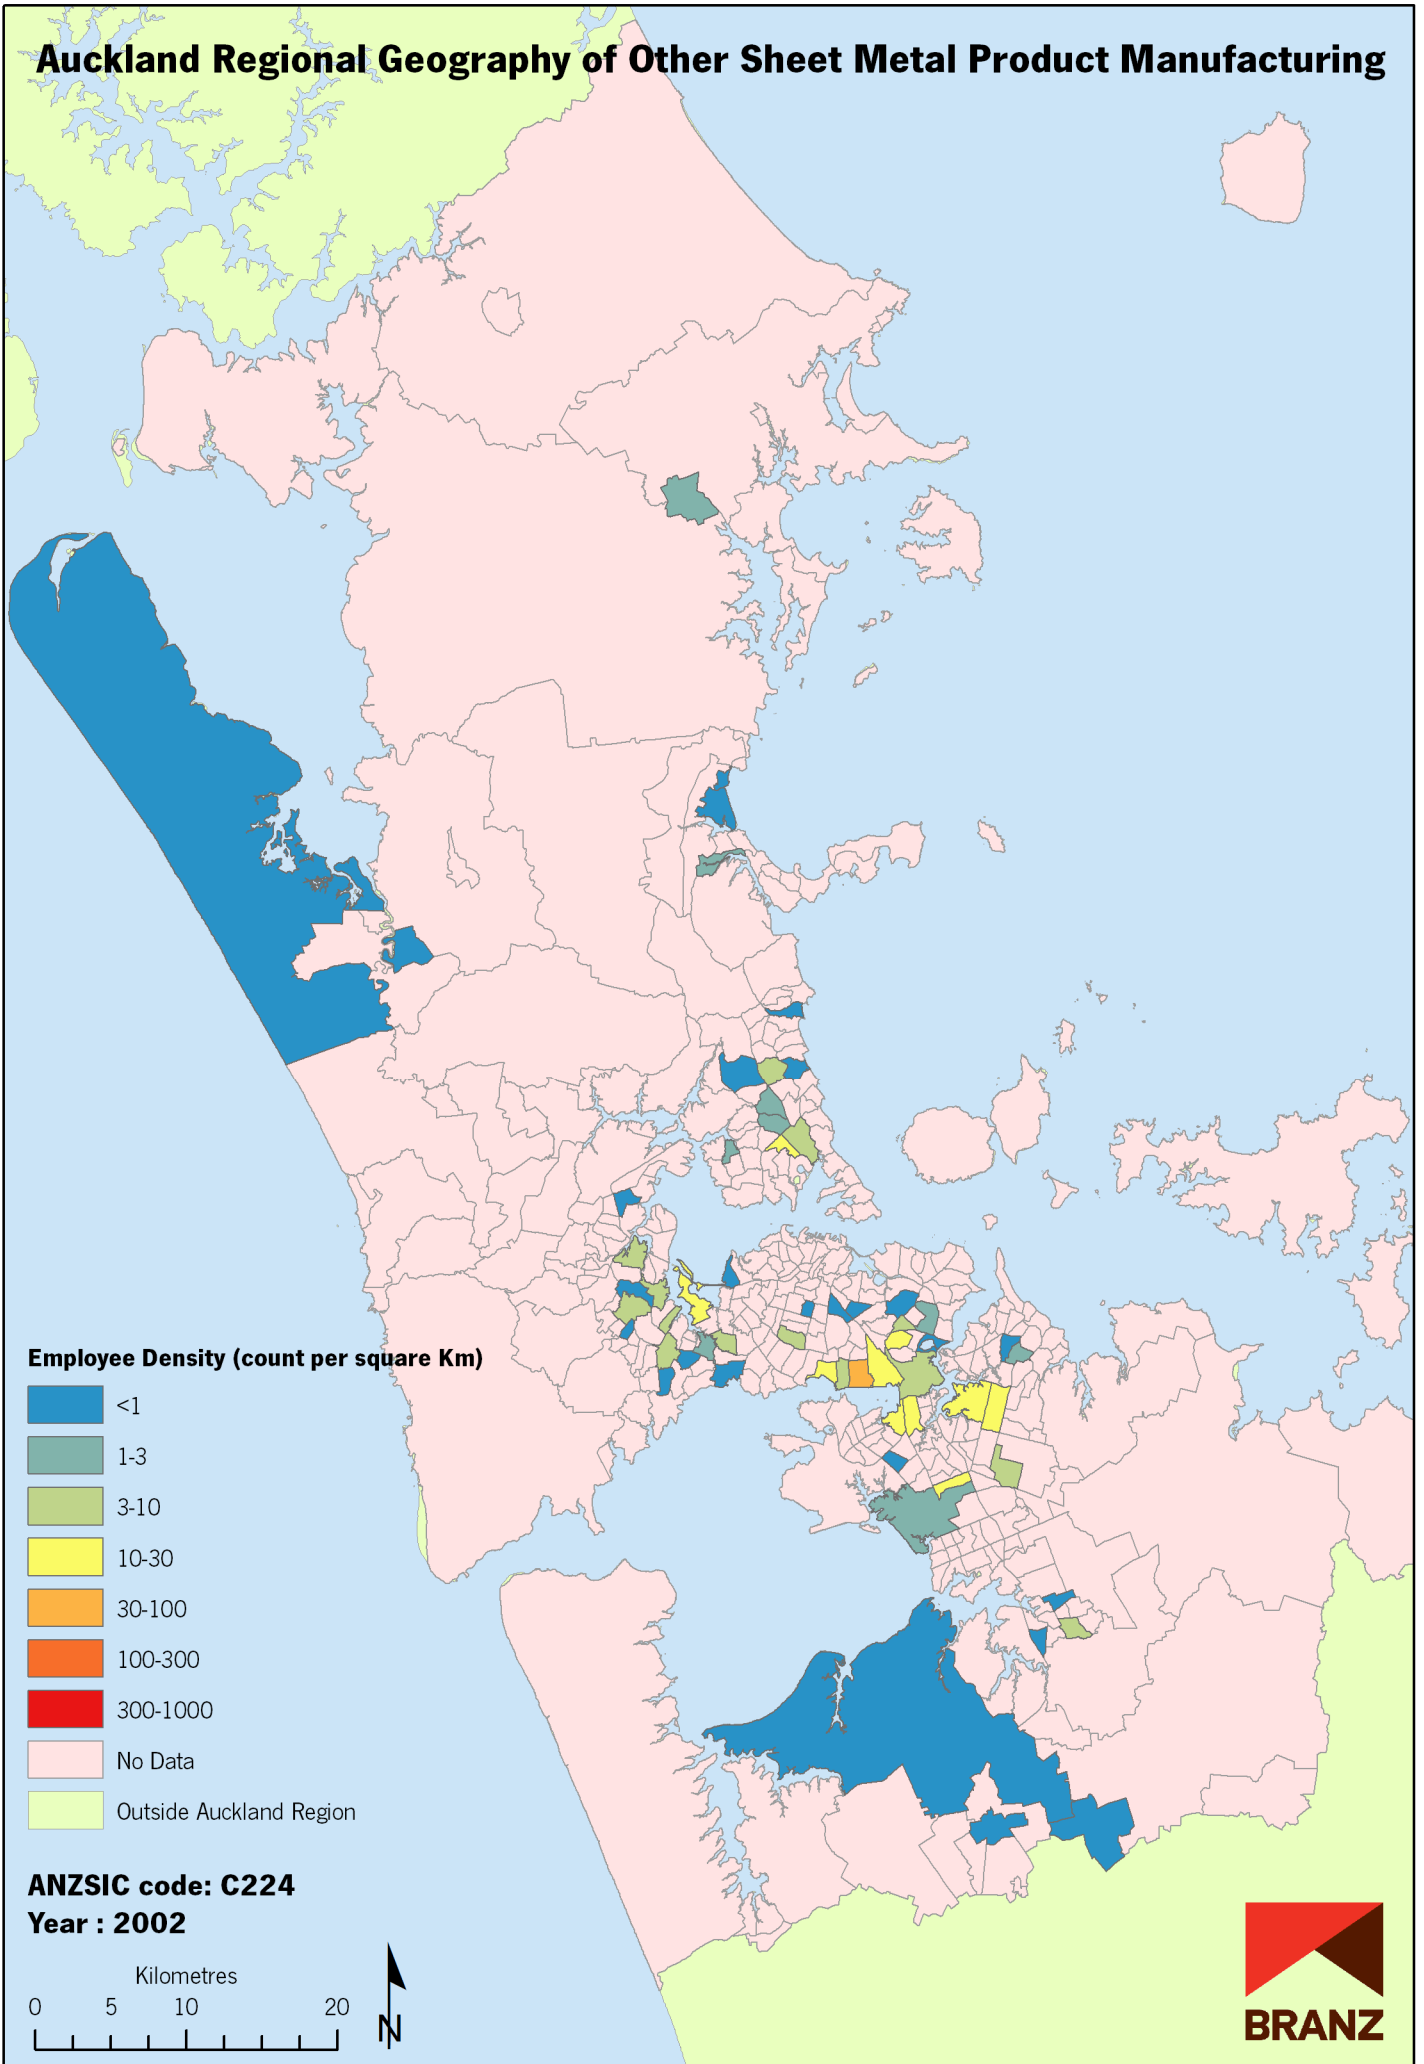 Auckland Regional Geography of Other Sheet Metal Product Manufacturing
Employee Density (count per square Km)
<1
1-3
3-10
10-30
30-100
100-300
300-1000
No Data
Outside Auckland Region
ANZSIC code: C224
Year : 2002
Kilometres
0 5 10 20
N
BRANZ